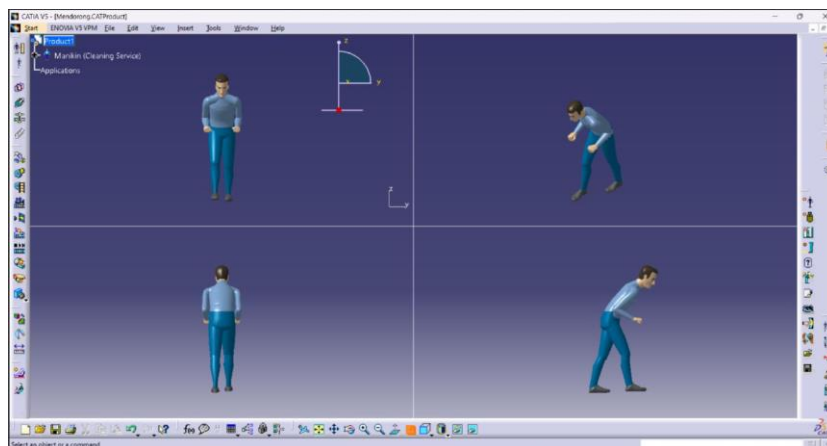 CATIA V5 - [Mendorong.CATProduct]
Start ENOVIA V5 VPM File Edit View Insert Tools Window Help
Product1
Manikin (Cleaning Service)
Applications
z
x y
z
y
f(x)
Select an object or a command